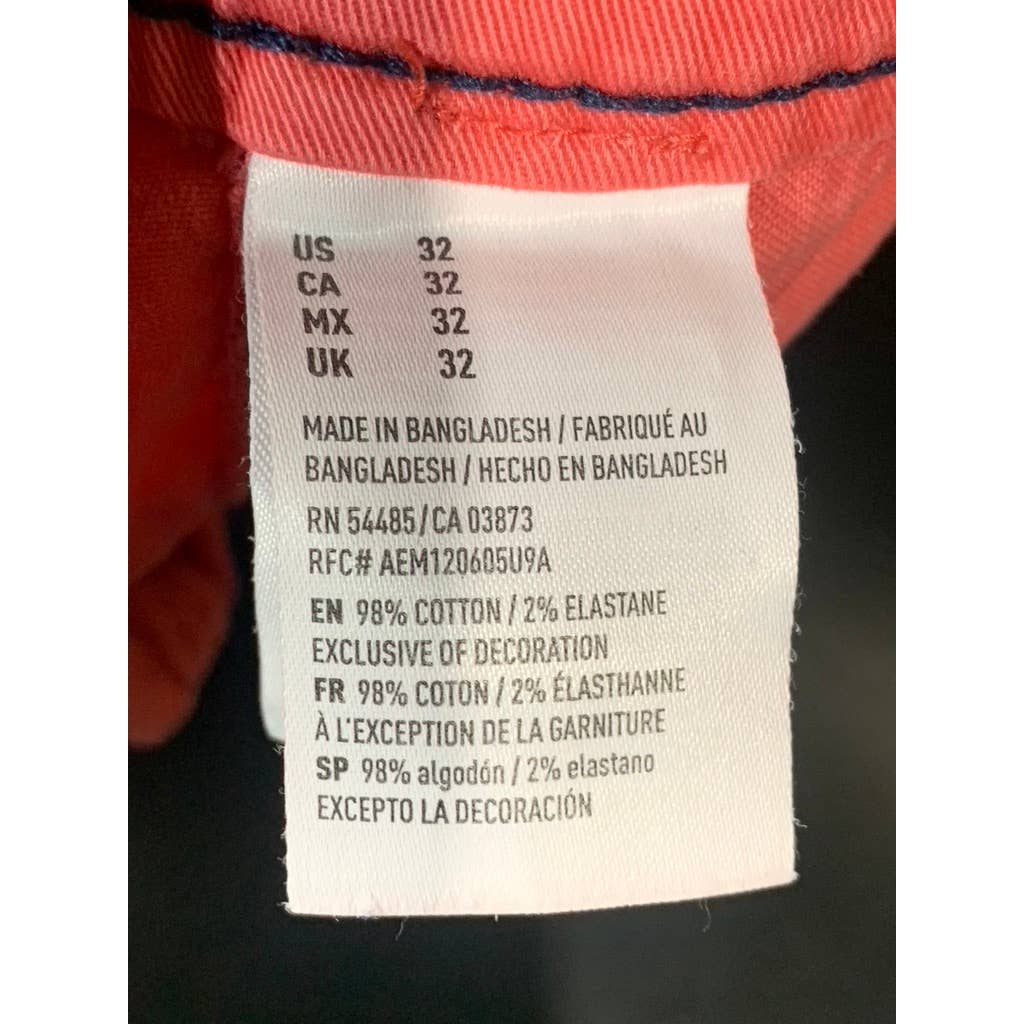 US 32
CA 32
MX 32
UK 32
MADE IN BANGLADESH / FABRIQUÉ AU
BANGLADESH / HECHO EN BANGLADESH
RN 54485/CA 03873
RFC# AEM120605U9A
EN 98% COTTON / 2% ELASTANE
EXCLUSIVE OF DECORATION
FR 98% COTON / 2% ÉLASTHANNE
À L'EXCEPTION DE LA GARNITURE
SP 98% algodón / 2% elastano
EXCEPTO LA DECORACIÓN